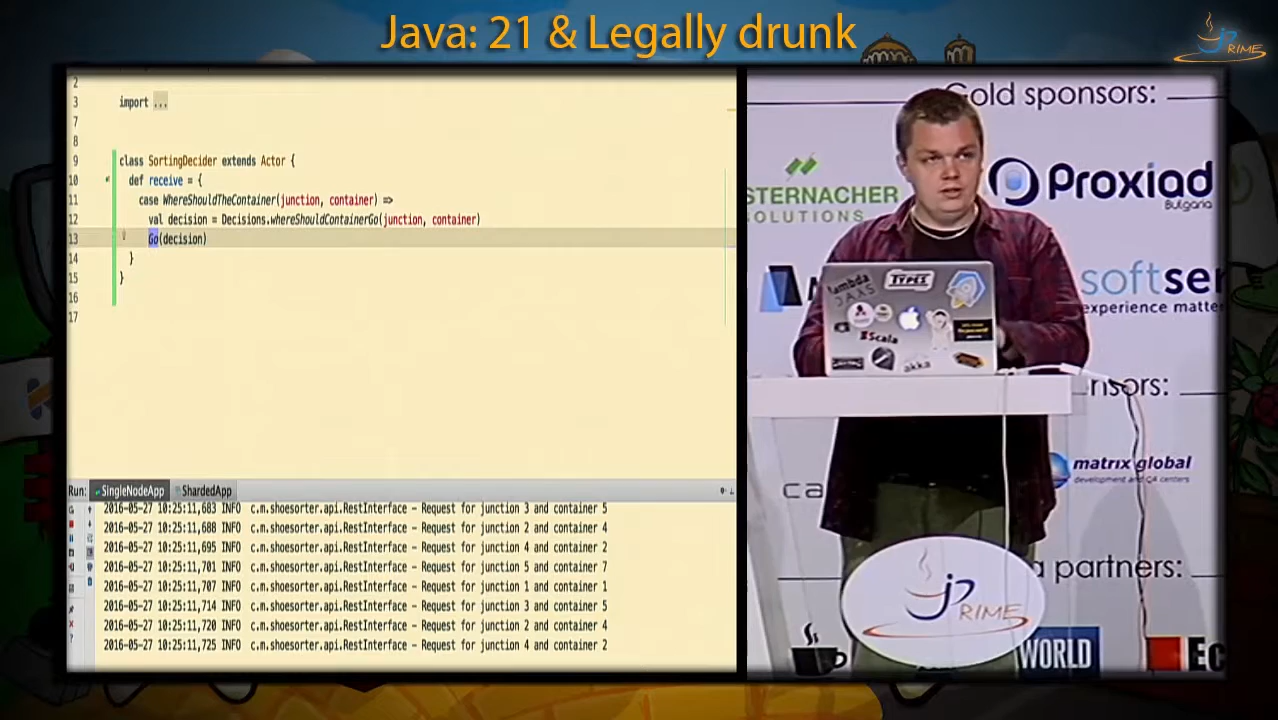 Java: 21 & Legally drunk
jPRIME
2
3 import ...
7
8
9 class SortingDecider extends Actor {
10 def receive = {
11 case WhereShouldTheContainer(junction, container) =>
12 val decision = Decisions.whereShouldContainerGo(junction, container)
13 Go(decision)
14 }
15 }
16
17
Run: SingleNodeApp ShardedApp
2016-05-27 10:25:11,683 INFO c.m.shoesorter.api.RestInterface – Request for junction 3 and container 5
2016-05-27 10:25:11,688 INFO c.m.shoesorter.api.RestInterface – Request for junction 2 and container 4
2016-05-27 10:25:11,695 INFO c.m.shoesorter.api.RestInterface – Request for junction 4 and container 2
2016-05-27 10:25:11,701 INFO c.m.shoesorter.api.RestInterface – Request for junction 5 and container 7
2016-05-27 10:25:11,707 INFO c.m.shoesorter.api.RestInterface – Request for junction 1 and container 1
2016-05-27 10:25:11,714 INFO c.m.shoesorter.api.RestInterface – Request for junction 3 and container 5
2016-05-27 10:25:11,720 INFO c.m.shoesorter.api.RestInterface – Request for junction 2 and container 4
2016-05-27 10:25:11,725 INFO c.m.shoesorter.api.RestInterface – Request for junction 4 and container 2
Gold sponsors:
STERNACHER
SOLUTIONS
Proxiad
Bulgaria
softser
experience matter
lambda
JAXS
TYPES
Scala
akka
nsors:
matrix global
development and QA centers
ca
a partners:
jPRIME
WORLD
EC